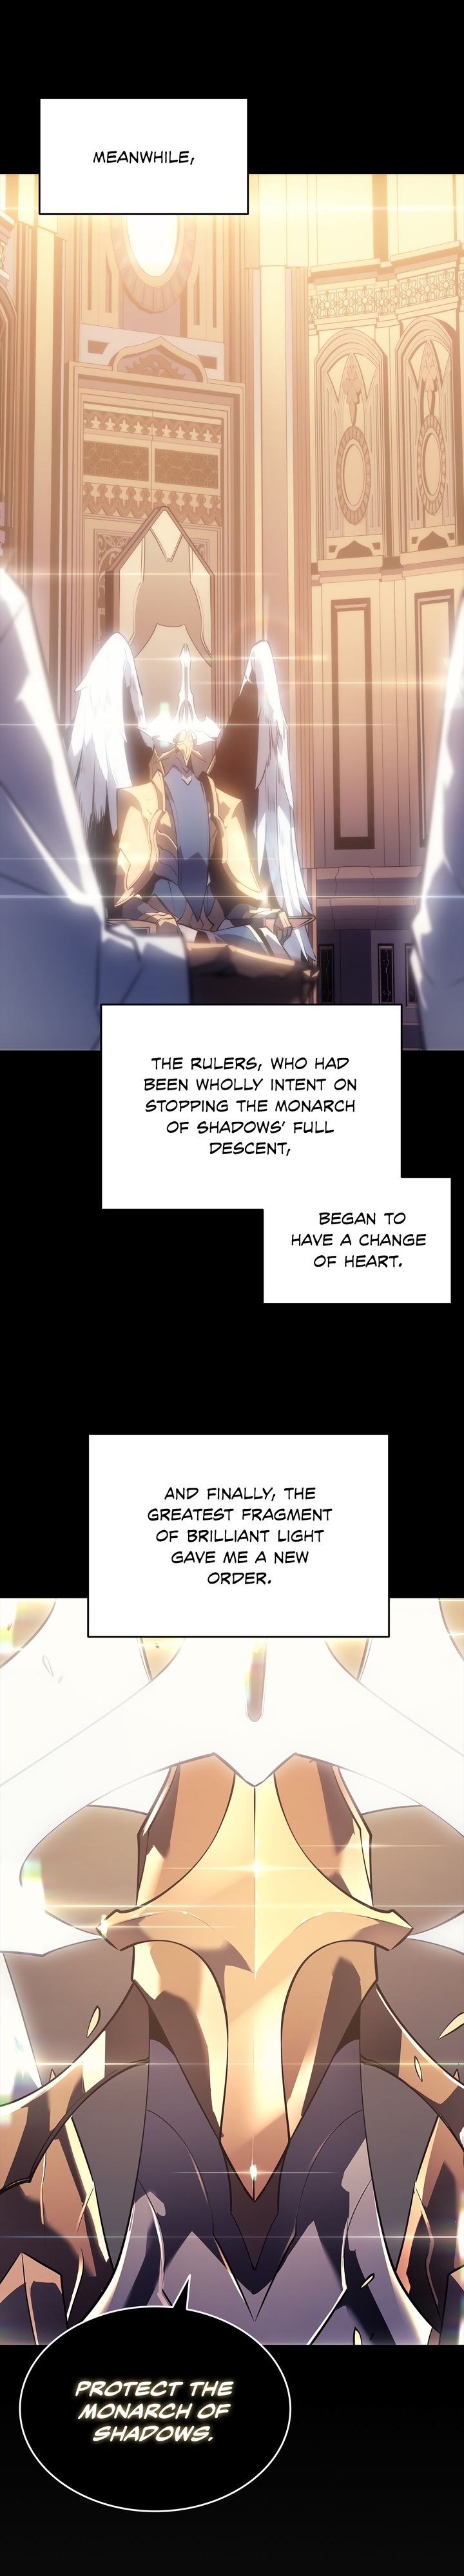 MEANWHILE,
THE RULERS, WHO HAD
BEEN WHOLLY INTENT ON
STOPPING THE MONARCH
OF SHADOWS' FULL
DESCENT,
BEGAN TO
HAVE A CHANGE
OF HEART.
AND FINALLY, THE
GREATEST FRAGMENT
OF BRILLIANT LIGHT
GAVE ME A NEW
ORDER.
PROTECT THE
MONARCH OF
SHADOWS.